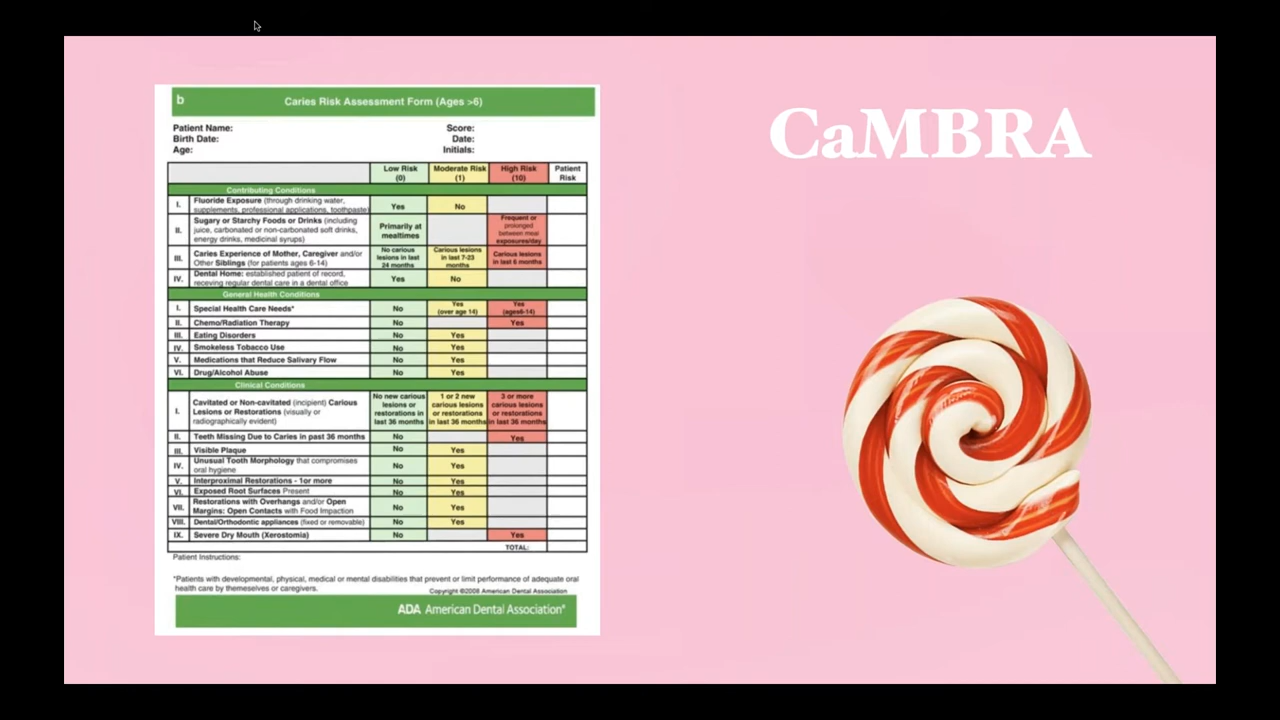 CaMBRA
b
Caries Risk Assessment Form (Ages >6)
Patient Name:
Score:
Birth Date:
Date:
Age:
Initials:
Low Risk (0)
Moderate Risk (1)
High Risk (10)
Patient Risk
Contributing Conditions
I. Fluoride Exposure (through drinking water,
supplements, professional applications, toothpaste)
Yes
No
II. Sugary or Starchy Foods or Drinks (including
juice, carbonated or non-carbonated soft drinks,
energy drinks, medicinal syrups)
Primarily at
mealtimes
Frequent or
prolonged
between meal
exposures/day
III. Caries Experience of Mother, Caregiver and/or
Other Siblings (for patients ages 6-14)
No carious
lesions in last
24 months
Carious lesions
in last 7-23
months
Carious lesions
in last 6 months
IV. Dental Home: established patient of record,
receving regular dental care in a dental office
Yes
No
General Health Conditions
I. Special Health Care Needs*
No
Yes
(over age 14)
Yes
(ages6-14)
II. Chemo/Radiation Therapy
No
Yes
III. Eating Disorders
No
Yes
IV. Smokeless Tobacco Use
No
Yes
V. Medications that Reduce Salivary Flow
No
Yes
VI. Drug/Alcohol Abuse
No
Yes
Clinical Conditions
I. Cavitated or Non-cavitated (incipient) Carious
Lesions or Restorations (visually or
radiographically evident)
No new carious
lesions or
restorations in
last 36 months
1 or 2 new
carious lesions
or restorations
in last 36 months
3 or more
carious lesions
or restorations
in last 36 months
II. Teeth Missing Due to Caries in past 36 months
No
Yes
III. Visible Plaque
No
Yes
IV. Unusual Tooth Morphology that compromises
oral hygiene
No
Yes
V. Interproximal Restorations - 1or more
No
Yes
VI. Exposed Root Surfaces Present
No
Yes
VII. Restorations with Overhangs and/or Open
Margins: Open Contacts with Food Impaction
No
Yes
VIII. Dental/Orthodontic appliances (fixed or removable)
No
Yes
IX. Severe Dry Mouth (Xerostomia)
No
Yes
TOTAL:
Patient Instructions:
*Patients with developmental, physical, medical or mental disabilities that prevent or limit performance of adequate oral
health care by themeseives or caregivers.
Copyright ©2008 American Dental Association
ADA American Dental Association*